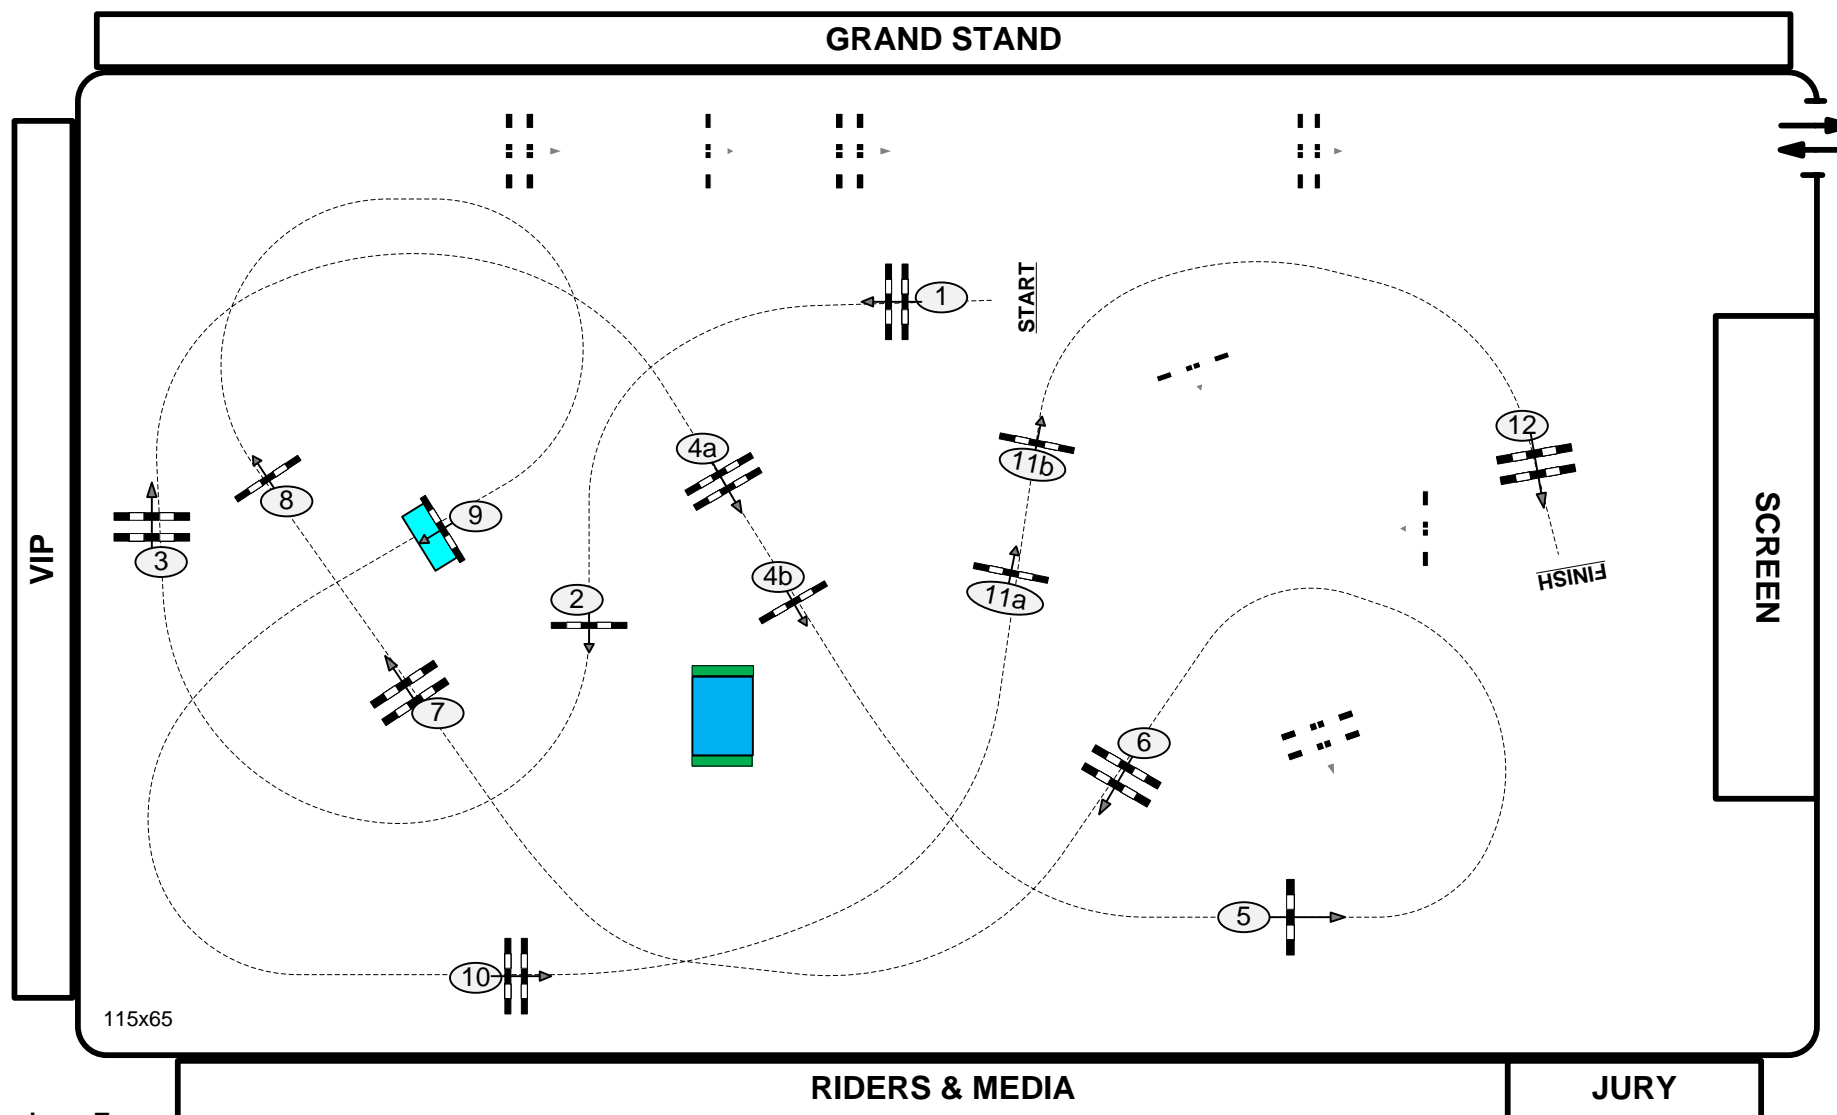 GRAND STAND
1
START
12
4a
11b
8
9
SCREEN
VIP
3
4b
2
11a
FINISH
7
6
5
10
115x65
RIDERS & MEDIA
JURY